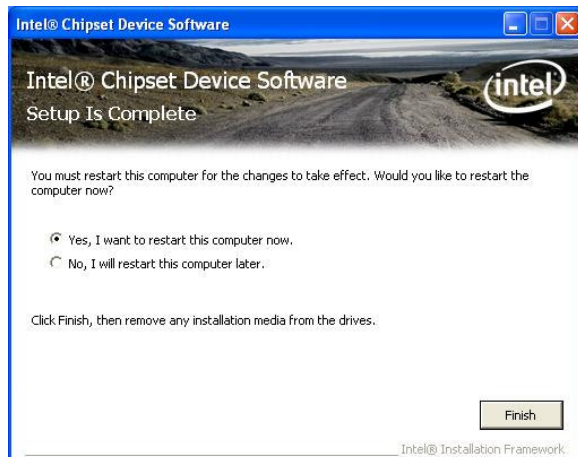 Intel® Chipset Device Software
Intel® Chipset Device Software
intel
Setup Is Complete
You must restart this computer for the changes to take effect. Would you like to restart the
computer now?
Yes, I want to restart this computer now.
No, I will restart this computer later.
Click Finish, then remove any installation media from the drives.
Finish
Intel® Installation Framework